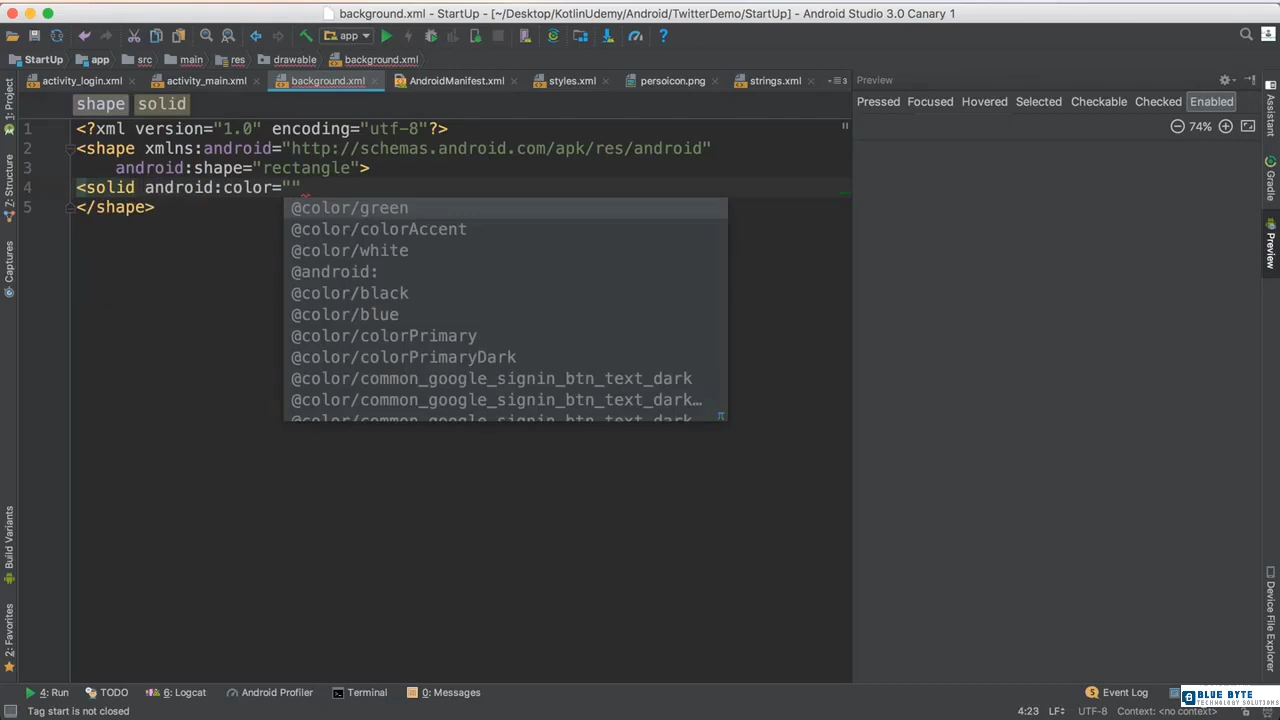 background.xml - StartUp - [~/Desktop/KotlinUdemy/Android/TwitterDemo/StartUp] - Android Studio 3.0 Canary 1
app
StartUp app src main res drawable background.xml
activity_login.xml activity_main.xml background.xml AndroidManifest.xml styles.xml persoicon.png strings.xml
Preview
shape solid
Pressed Focused Hovered Selected Checkable Checked Enabled
74%
1 <?xml version="1.0" encoding="utf-8"?>
2 <shape xmlns:android="http://schemas.android.com/apk/res/android"
3 android:shape="rectangle">
4 <solid android:color=""
5 </shape>
@color/green
@color/colorAccent
@color/white
@android:
@color/black
@color/blue
@color/colorPrimary
@color/colorPrimaryDark
@color/common_google_signin_btn_text_dark
@color/common_google_signin_btn_text_dark…
@color/common_google_signin_btn_text_dark
π
1: Project
7: Structure
Captures
Build Variants
2: Favorites
Assistant
Gradle
Preview
Device File Explorer
4: Run TODO 6: Logcat Android Profiler Terminal 0: Messages Event Log
Tag start is not closed
4:23 LF UTF-8 Context: <no context>
BLUE BYTE
TECHNOLOGY SOLUTIONS